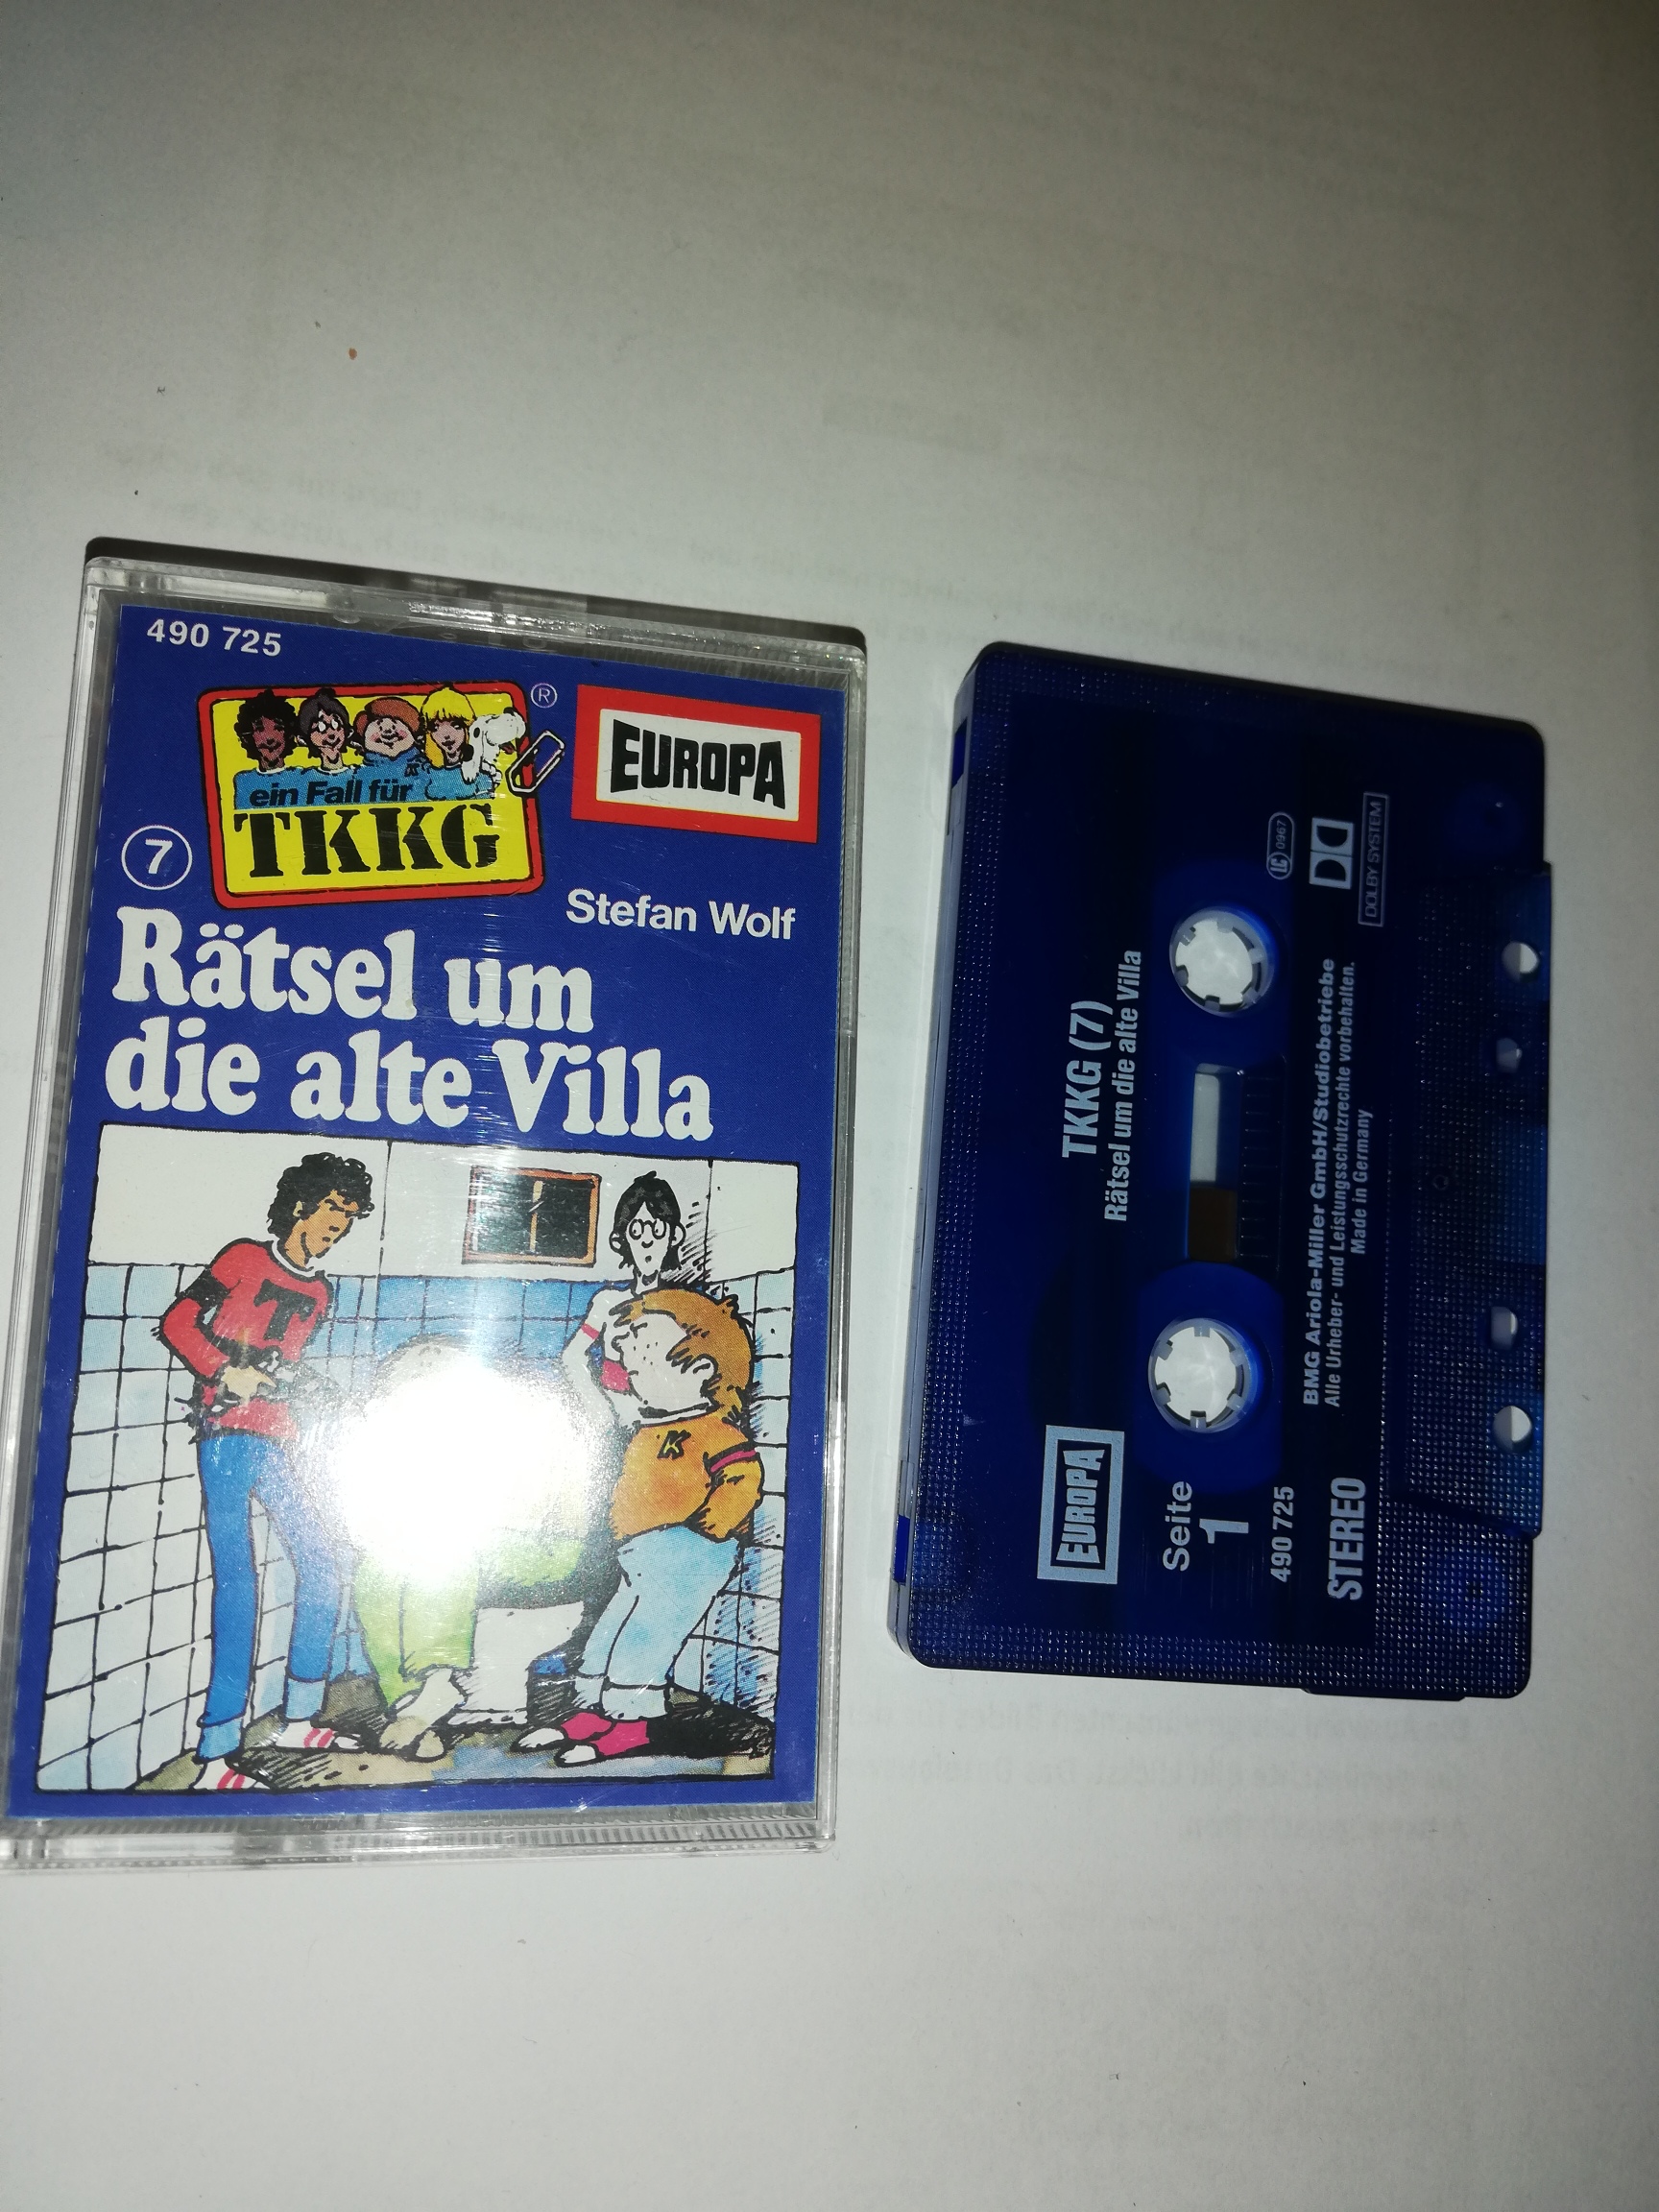 490 725
ein Fall für
TKKG
®
EUROPA
7
Stefan Wolf
Rätsel um
die alte Villa
T
K
TKKG (7)
Rätsel um die alte Villa
EUROPA
Seite
1
490 725
STEREO
LC 0967
DOLBY SYSTEM
BMG Ariola-Miller GmbH/Studiobetriebe
Alle Urheber- und Leistungsschutzrechte vorbehalten.
Made in Germany